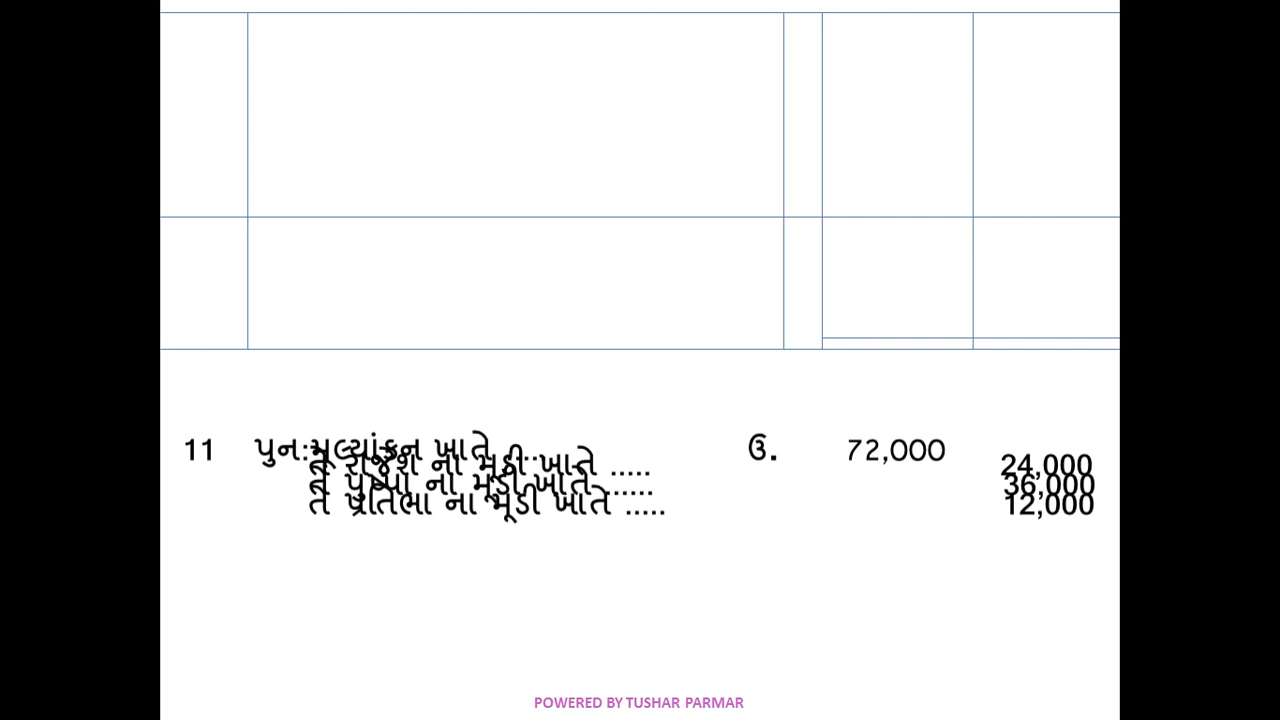 11 પુન:મૂલ્યાંકન ખાતે ..... ઉ. 72,000
તે રાજેશ ના મૂડી ખાતે ..... 24,000
તે પુષ્પા ના મૂડી ખાતે ...... 36,000
તે પ્રતિભા ના મૂડી ખાતે ..... 12,000
POWERED BY TUSHAR PARMAR